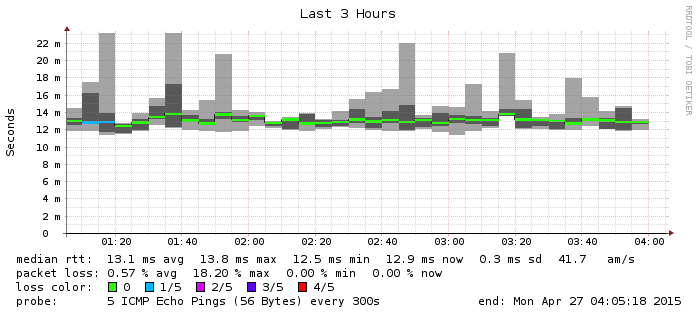 Last 3 Hours
RRDTOOL / TOBI OETIKER
Seconds
22 m
20 m
18 m
16 m
14 m
12 m
10 m
8 m
6 m
4 m
2 m
0
01:20 01:40 02:00 02:20 02:40 03:00 03:20 03:40 04:00
median rtt: 13.1 ms avg 13.8 ms max 12.5 ms min 12.9 ms now 0.3 ms sd 41.7 am/s
packet loss: 0.57 % avg 18.20 % max 0.00 % min 0.00 % now
loss color: 0 1/5 2/5 3/5 4/5
probe: 5 ICMP Echo Pings (56 Bytes) every 300s end: Mon Apr 27 04:05:18 2015